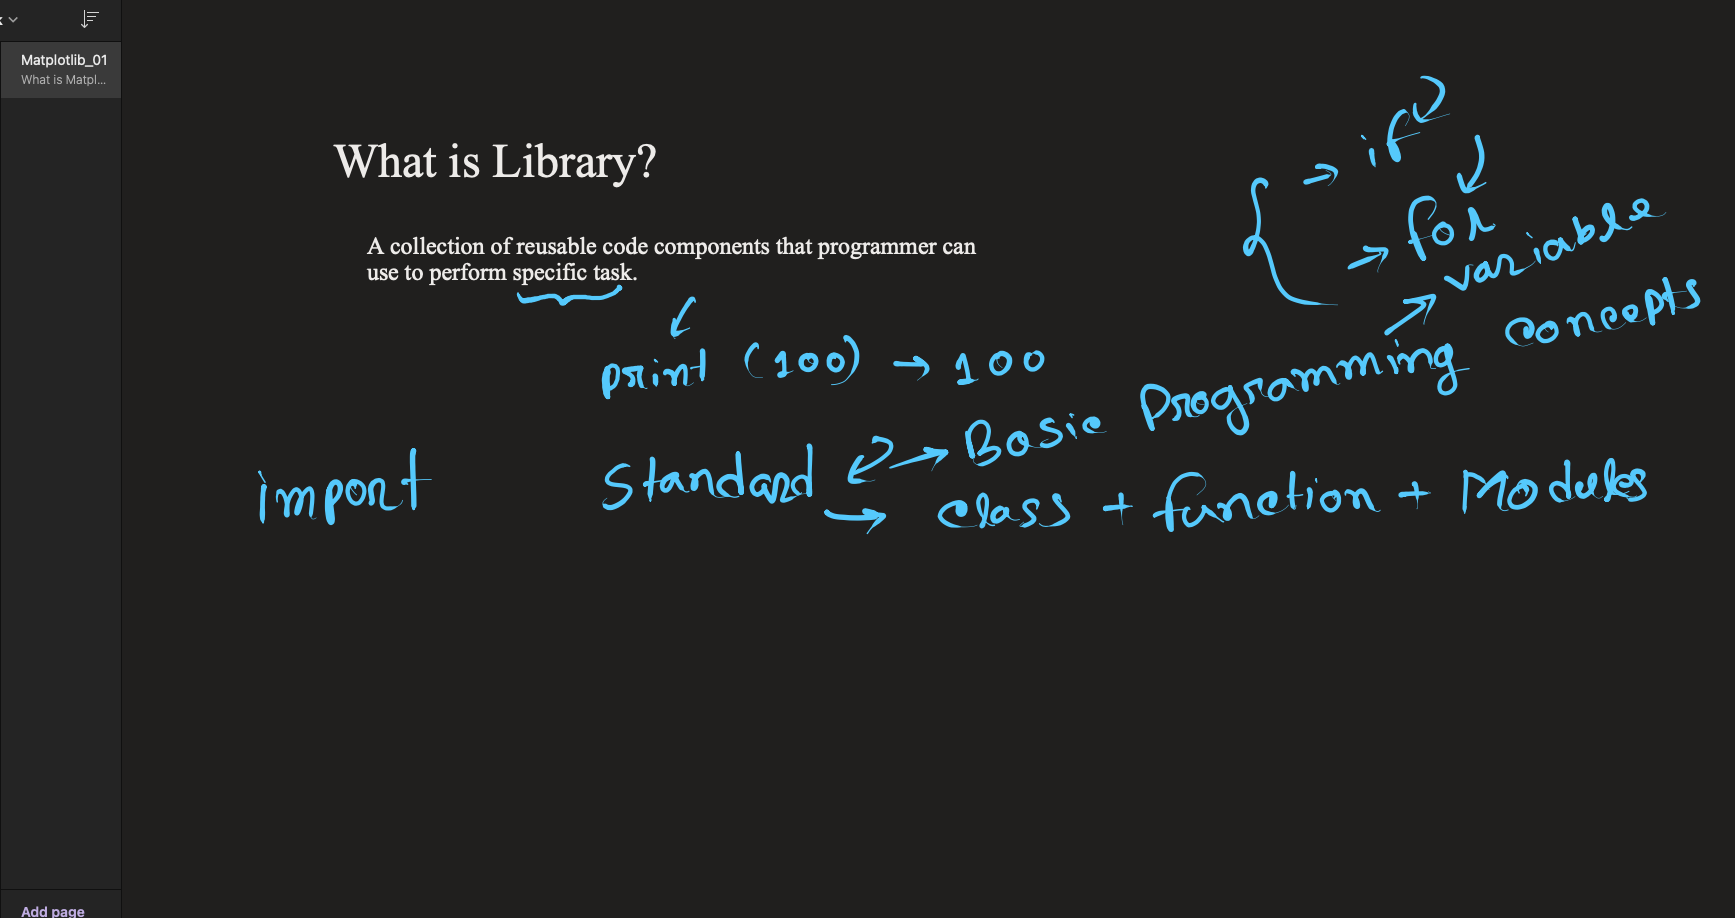 Matplotlib_01
What is Matpl...
What is Library?
A collection of reusable code components that programmer can
use to perform specific task.
if
for
variable
print (100) → 100
Basic Programming concepts
import
Standard
class + function + Modules
Add page